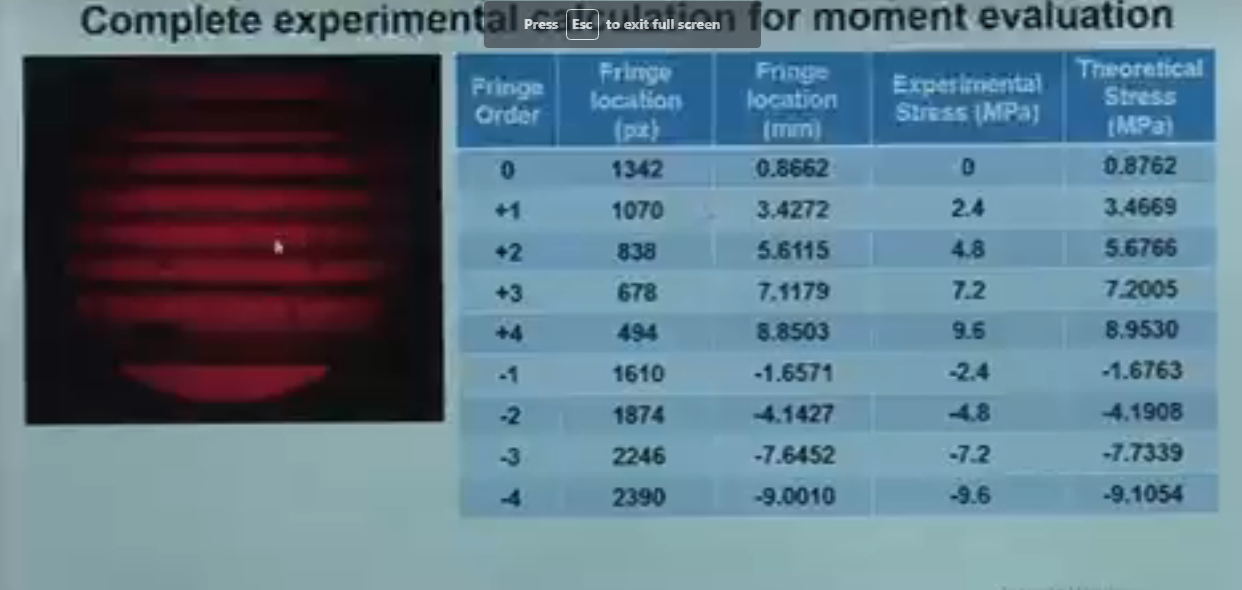 Complete experimental calculation for moment evaluation
Press Esc to exit full screen
Fringe Order | Fringe location (px) | Fringe location (mm) | Experimental Stress (MPa) | Theoretical Stress (MPa)
0 | 1342 | 0.8662 | 0 | 0.8762
+1 | 1070 | 3.4272 | 2.4 | 3.4669
+2 | 838 | 5.6115 | 4.8 | 5.6766
+3 | 678 | 7.1179 | 7.2 | 7.2005
+4 | 494 | 8.8503 | 9.6 | 8.9530
-1 | 1610 | -1.6571 | -2.4 | -1.6763
-2 | 1874 | -4.1427 | -4.8 | -4.1908
-3 | 2246 | -7.6452 | -7.2 | -7.7339
-4 | 2390 | -9.0010 | -9.6 | -9.1054